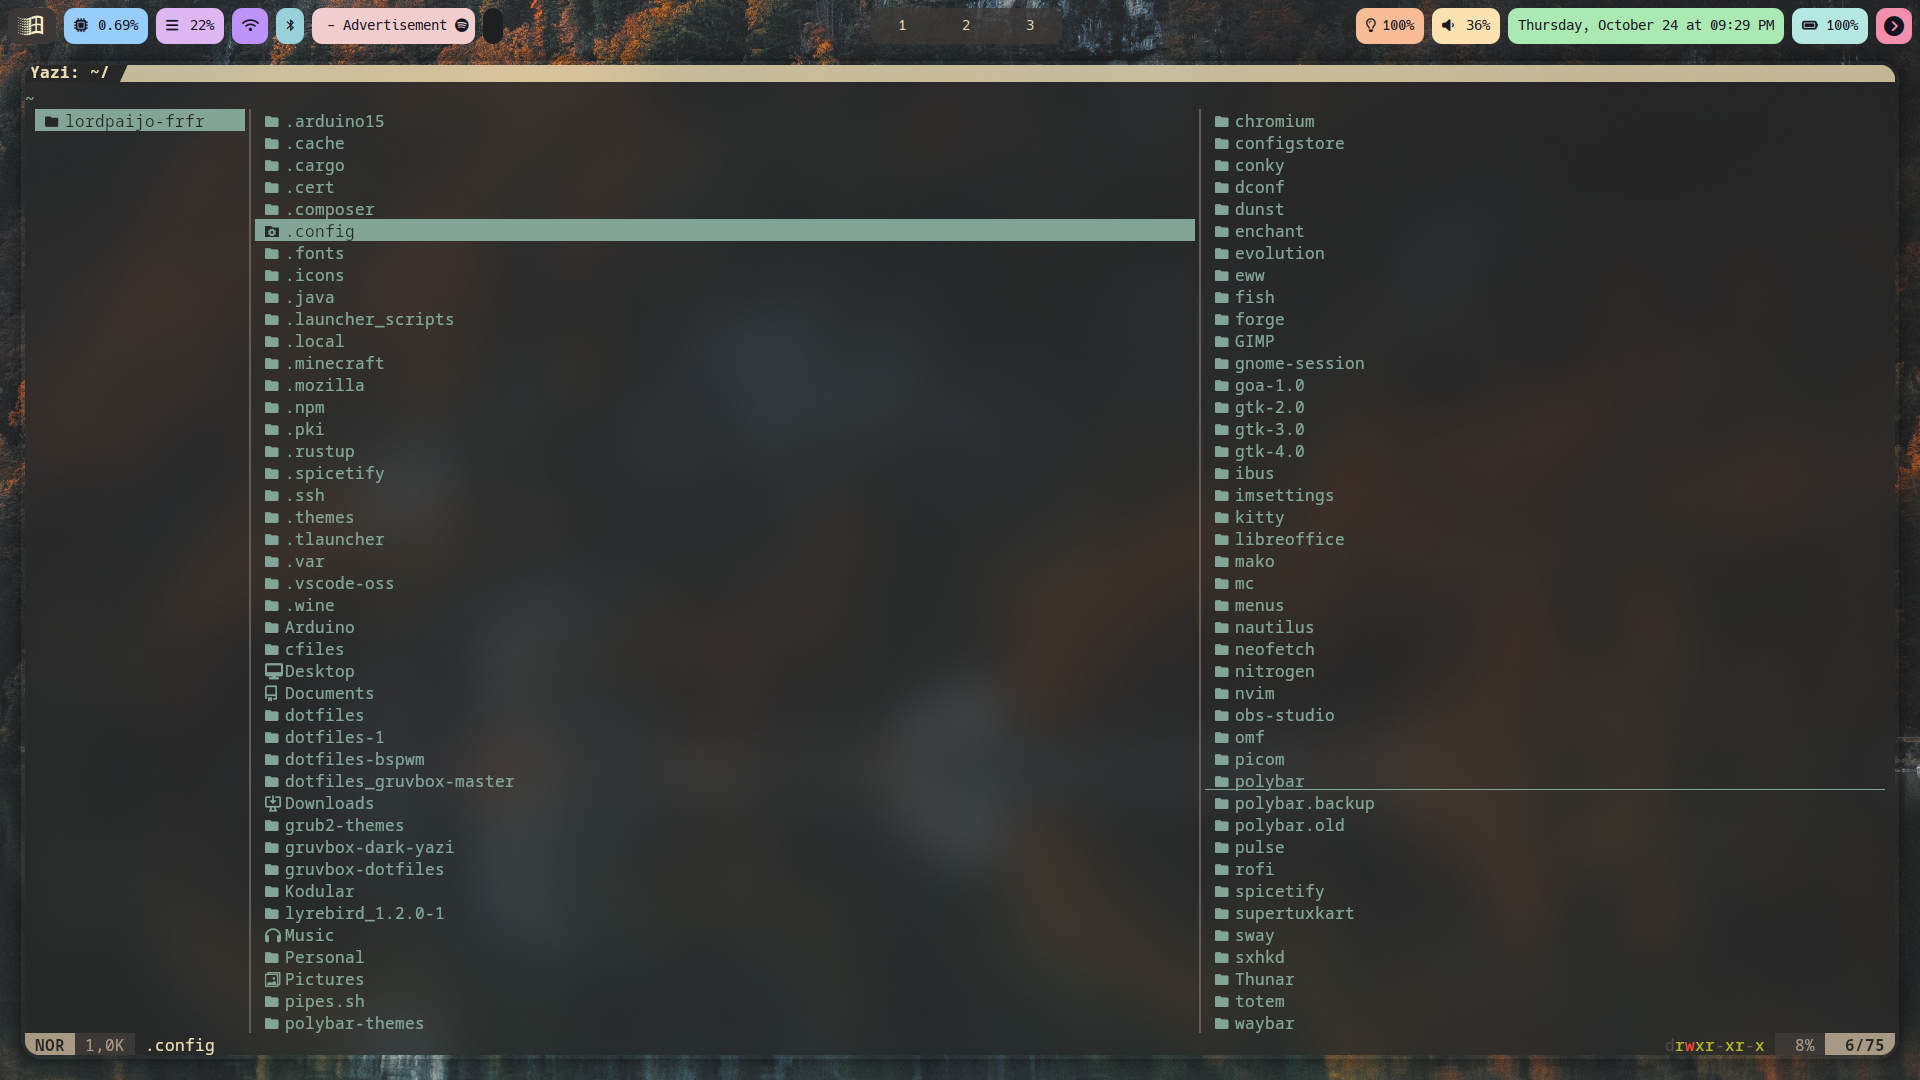 0.69%
22%
- Advertisement
1
2
3
100%
36%
Thursday, October 24 at 09:29 PM
100%
Yazi: ~/
~
lordpaijo-frfr
.arduino15
.cache
.cargo
.cert
.composer
.config
.fonts
.icons
.java
.launcher_scripts
.local
.minecraft
.mozilla
.npm
.pki
.rustup
.spicetify
.ssh
.themes
.tlauncher
.var
.vscode-oss
.wine
Arduino
cfiles
Desktop
Documents
dotfiles
dotfiles-1
dotfiles-bspwm
dotfiles_gruvbox-master
Downloads
grub2-themes
gruvbox-dark-yazi
gruvbox-dotfiles
Kodular
lyrebird_1.2.0-1
Music
Personal
Pictures
pipes.sh
polybar-themes
chromium
configstore
conky
dconf
dunst
enchant
evolution
eww
fish
forge
GIMP
gnome-session
goa-1.0
gtk-2.0
gtk-3.0
gtk-4.0
ibus
imsettings
kitty
libreoffice
mako
mc
menus
nautilus
neofetch
nitrogen
nvim
obs-studio
omf
picom
polybar
polybar.backup
polybar.old
pulse
rofi
spicetify
supertuxkart
sway
sxhkd
Thunar
totem
waybar
NOR 1,0K .config
drwxr-xr-x 8% 6/75